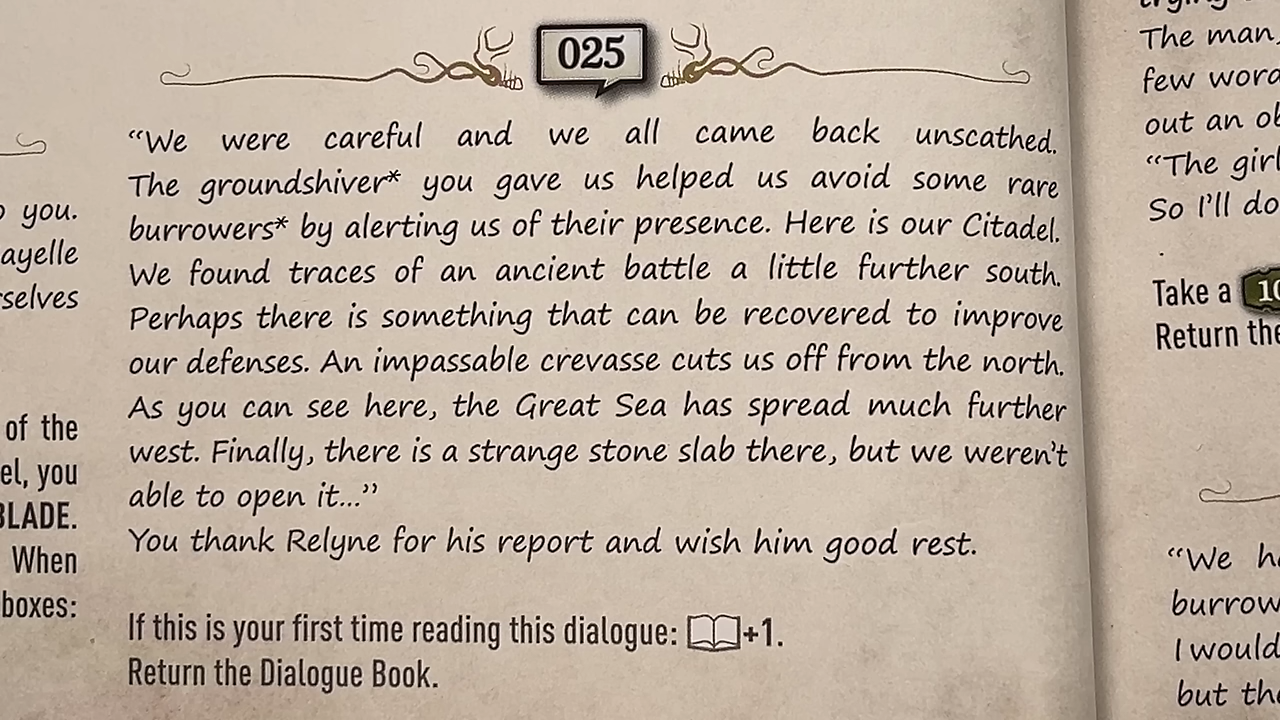 025
"We were careful and we all came back unscathed.
The groundshiver* you gave us helped us avoid some rare
burrowers* by alerting us of their presence. Here is our Citadel.
We found traces of an ancient battle a little further south.
Perhaps there is something that can be recovered to improve
our defenses. An impassable crevasse cuts us off from the north.
As you can see here, the Great Sea has spread much further
west. Finally, there is a strange stone slab there, but we weren't
able to open it..."
You thank Relyne for his report and wish him good rest.
If this is your first time reading this dialogue: +1.
Return the Dialogue Book.
you.
of the
you
BLADE.
When
boxes:
The man,
few
out an
"The girl
So I'll do
Take a
Return
"We
I would
but